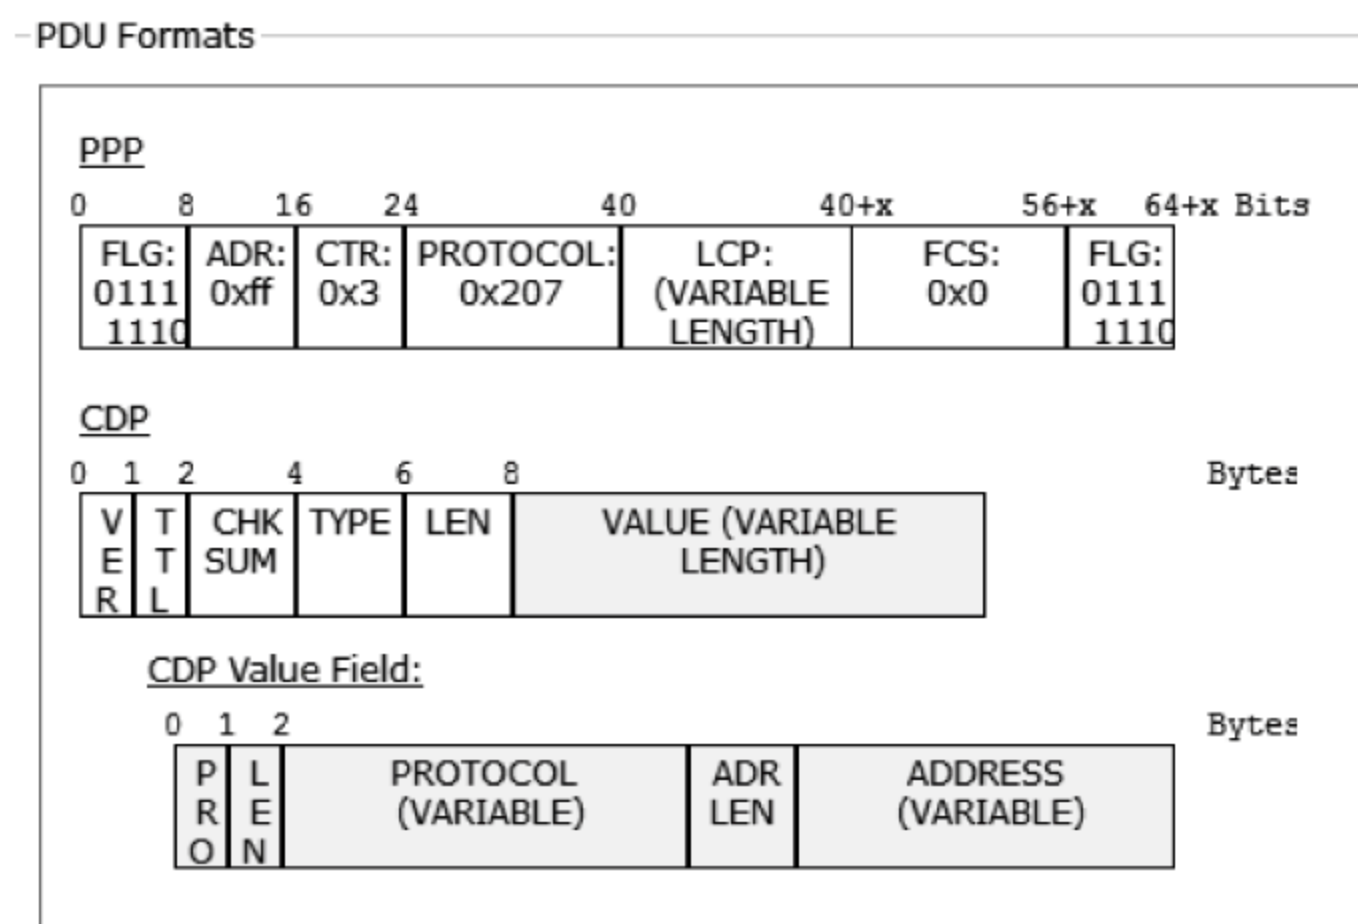 PDU Formats
PPP
0 8 16 24 40 40+x 56+x 64+x Bits
FLG: ADR: CTR: PROTOCOL: LCP: FCS: FLG:
0111 0xff 0x3 0x207 (VARIABLE 0x0 0111
1110 LENGTH) 1110
CDP
0 1 2 4 6 8 Bytes
V T CHK TYPE LEN VALUE (VARIABLE
E T SUM LENGTH)
R L
CDP Value Field:
0 1 2 Bytes
P L PROTOCOL ADR ADDRESS
R E (VARIABLE) LEN (VARIABLE)
O N